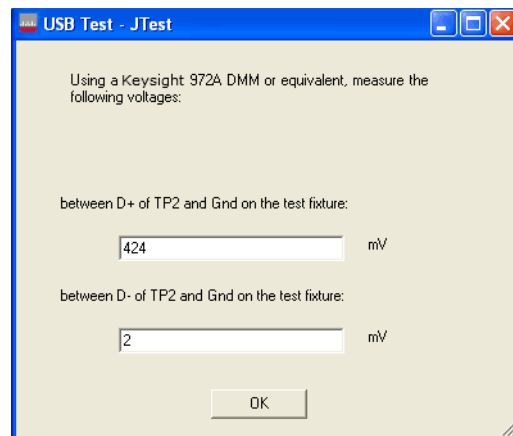 USB Test - JTest
Using a Keysight 972A DMM or equivalent, measure the
following voltages:
between D+ of TP2 and Gnd on the test fixture:
424 mV
between D- of TP2 and Gnd on the test fixture:
2 mV
OK